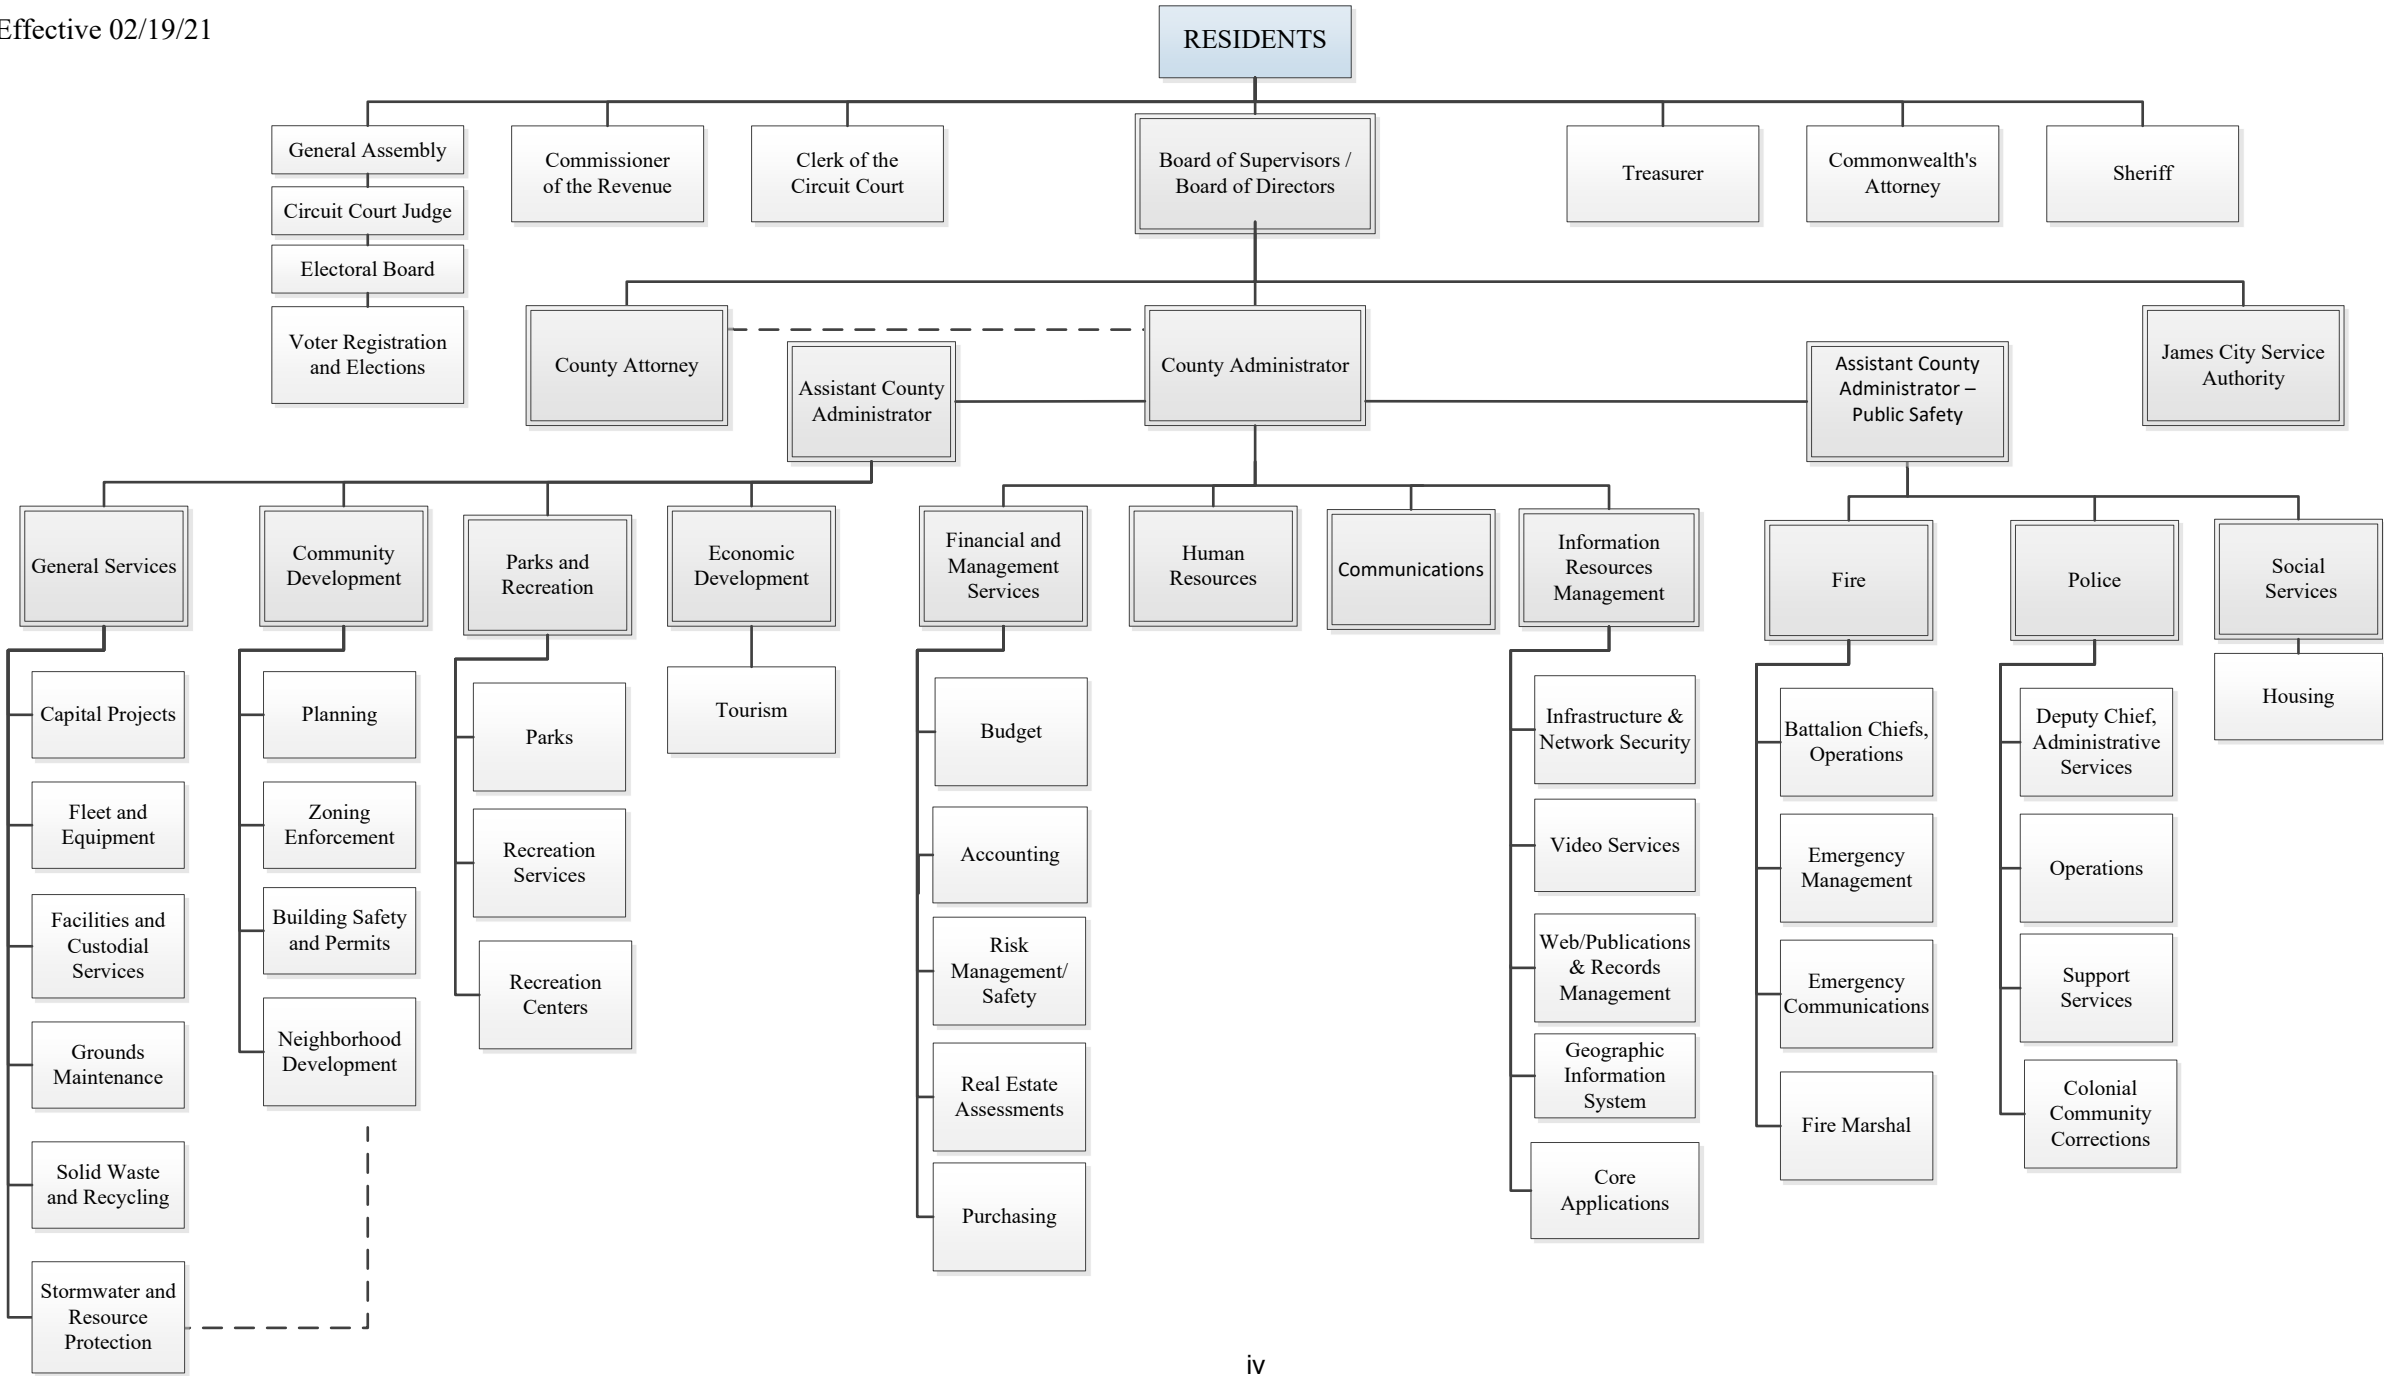 Effective 02/19/21
RESIDENTS
General Assembly
Circuit Court Judge
Electoral Board
Voter Registration
and Elections
Commissioner
of the Revenue
Clerk of the
Circuit Court
Board of Supervisors /
Board of Directors
Treasurer
Commonwealth's
Attorney
Sheriff
County Attorney
Assistant County
Administrator
County Administrator
Assistant County
Administrator –
Public Safety
James City Service
Authority
General Services
Capital Projects
Fleet and
Equipment
Facilities and
Custodial
Services
Grounds
Maintenance
Solid Waste
and Recycling
Stormwater and
Resource
Protection
Community
Development
Planning
Zoning
Enforcement
Building Safety
and Permits
Neighborhood
Development
Parks and
Recreation
Parks
Recreation
Services
Recreation
Centers
Economic
Development
Tourism
Financial and
Management
Services
Budget
Accounting
Risk
Management/
Safety
Real Estate
Assessments
Purchasing
Human
Resources
Communications
Information
Resources
Management
Infrastructure &
Network Security
Video Services
Web/Publications
& Records
Management
Geographic
Information
System
Core
Applications
Fire
Battalion Chiefs,
Operations
Emergency
Management
Emergency
Communications
Fire Marshal
Police
Deputy Chief,
Administrative
Services
Operations
Support
Services
Colonial
Community
Corrections
Social
Services
Housing
iv